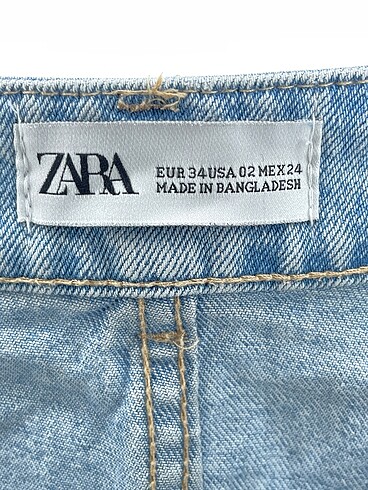 ZARA
EUR 34 USA 02 MEX 24
MADE IN BANGLADESH